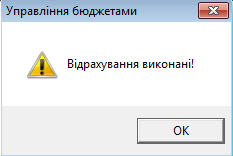 Управління бюджетами
Відрахування виконані!
OK